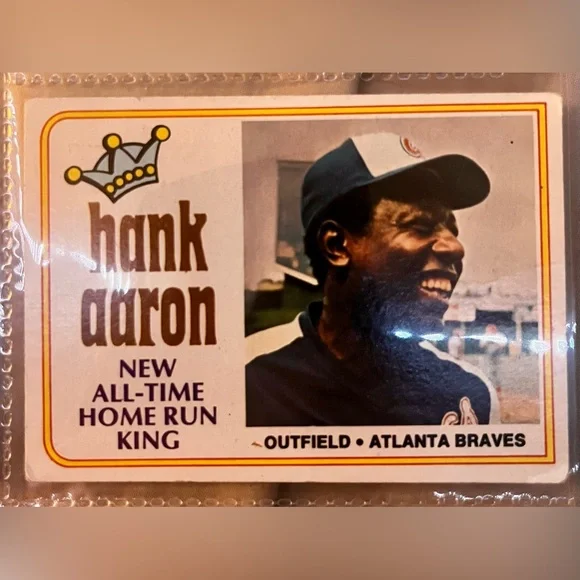 hank
aaron
NEW
ALL-TIME
HOME RUN
KING
OUTFIELD • ATLANTA BRAVES